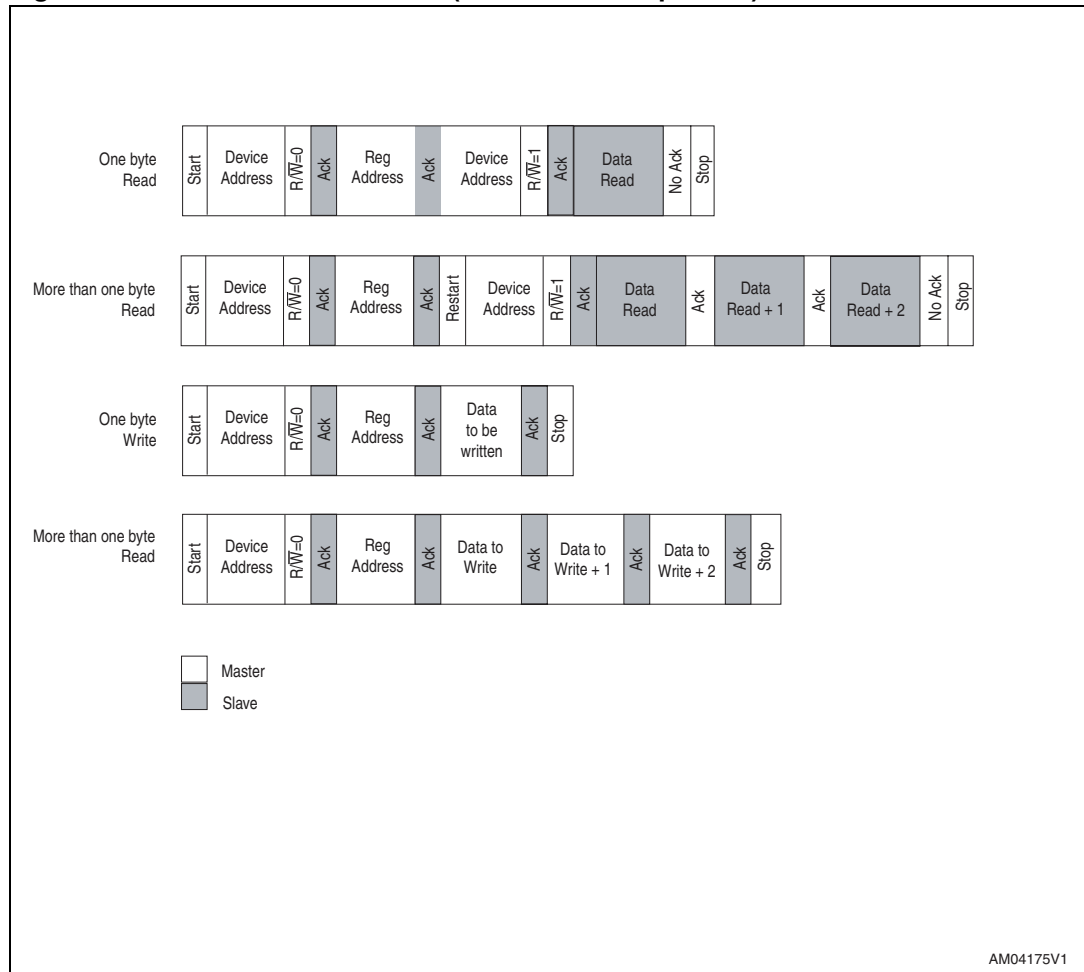 One byte
Read
Start
Device
Address
R/W̅=0
Ack
Reg
Address
Ack
Device
Address
R/W̅=1
Ack
Data
Read
No Ack
Stop
More than one byte
Read
Start
Device
Address
R/W̅=0
Ack
Reg
Address
Ack
Restart
Device
Address
R/W̅=1
Ack
Data
Read
Ack
Data
Read + 1
Ack
Data
Read + 2
No Ack
Stop
One byte
Write
Start
Device
Address
R/W̅=0
Ack
Reg
Address
Ack
Data
to be
written
Ack
Stop
More than one byte
Read
Start
Device
Address
R/W̅=0
Ack
Reg
Address
Ack
Data to
Write
Ack
Data to
Write + 1
Ack
Data to
Write + 2
Ack
Stop
Master
Slave
AM04175V1